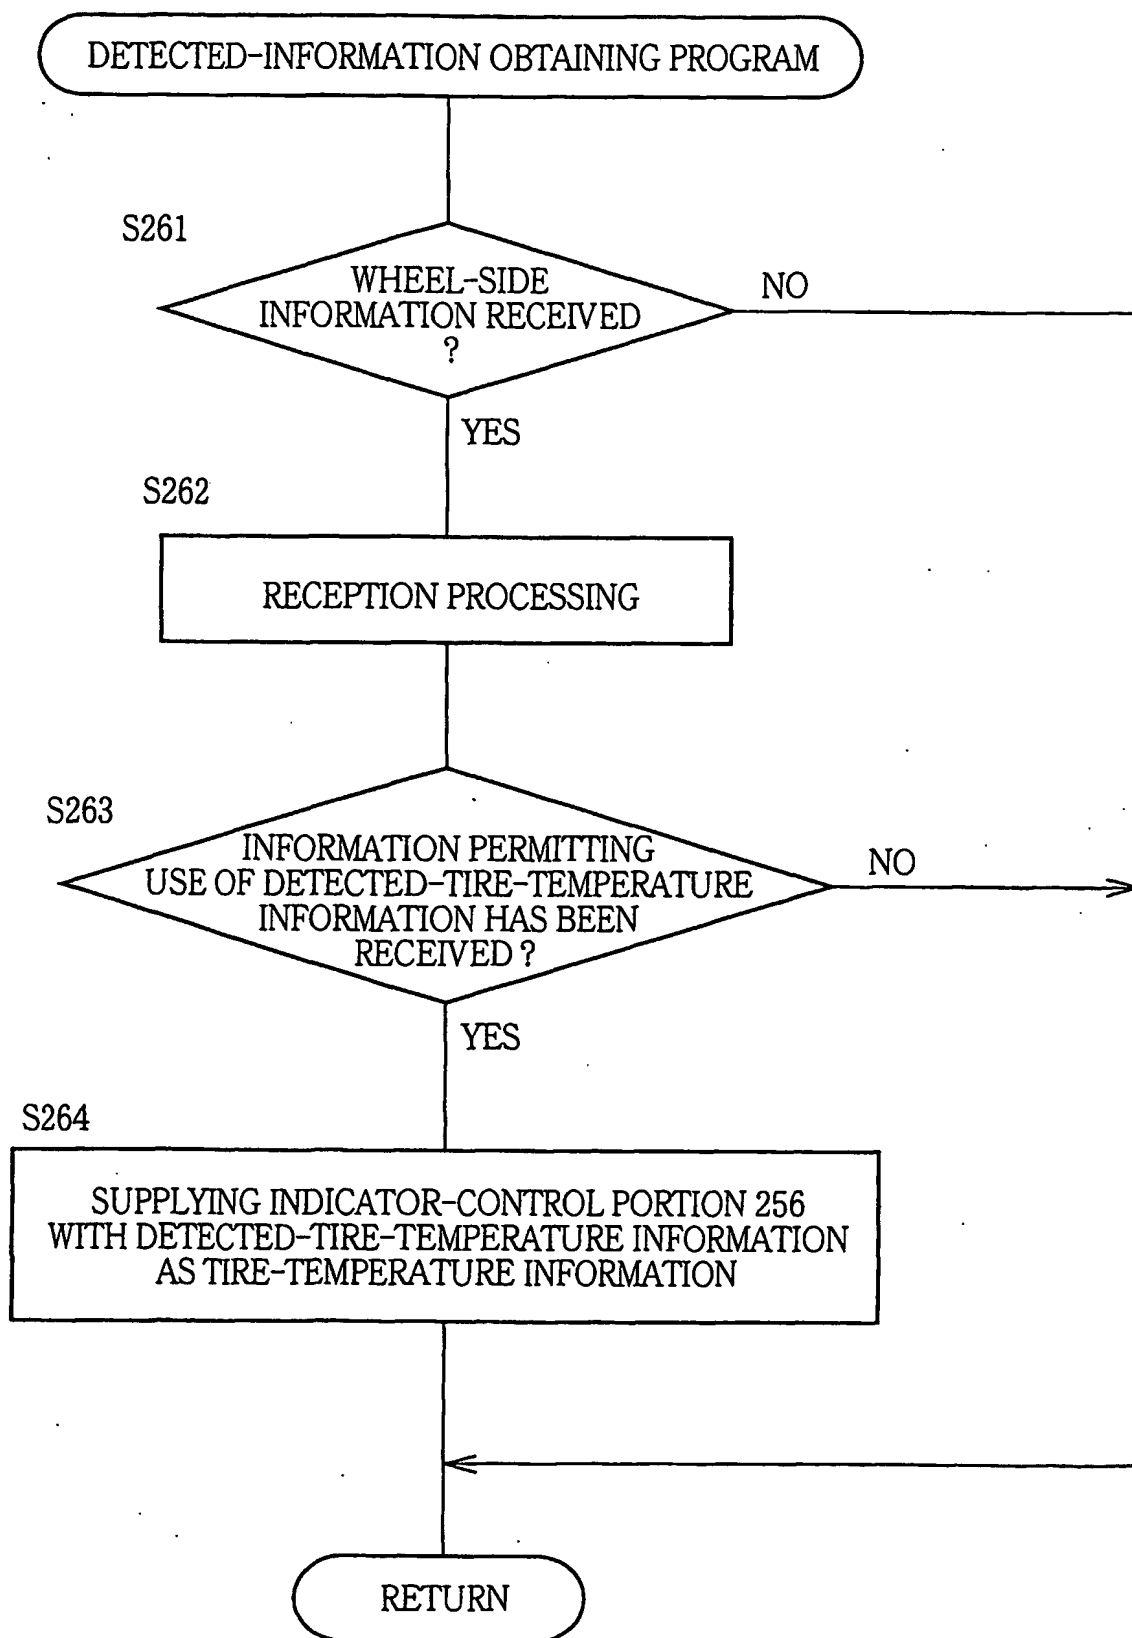 DETECTED-INFORMATION OBTAINING PROGRAM
S261
WHEEL-SIDE
INFORMATION RECEIVED
?
NO
YES
S262
RECEPTION PROCESSING
S263
INFORMATION PERMITTING
USE OF DETECTED-TIRE-TEMPERATURE
INFORMATION HAS BEEN
RECEIVED ?
NO
YES
S264
SUPPLYING INDICATOR-CONTROL PORTION 256
WITH DETECTED-TIRE-TEMPERATURE INFORMATION
AS TIRE-TEMPERATURE INFORMATION
RETURN